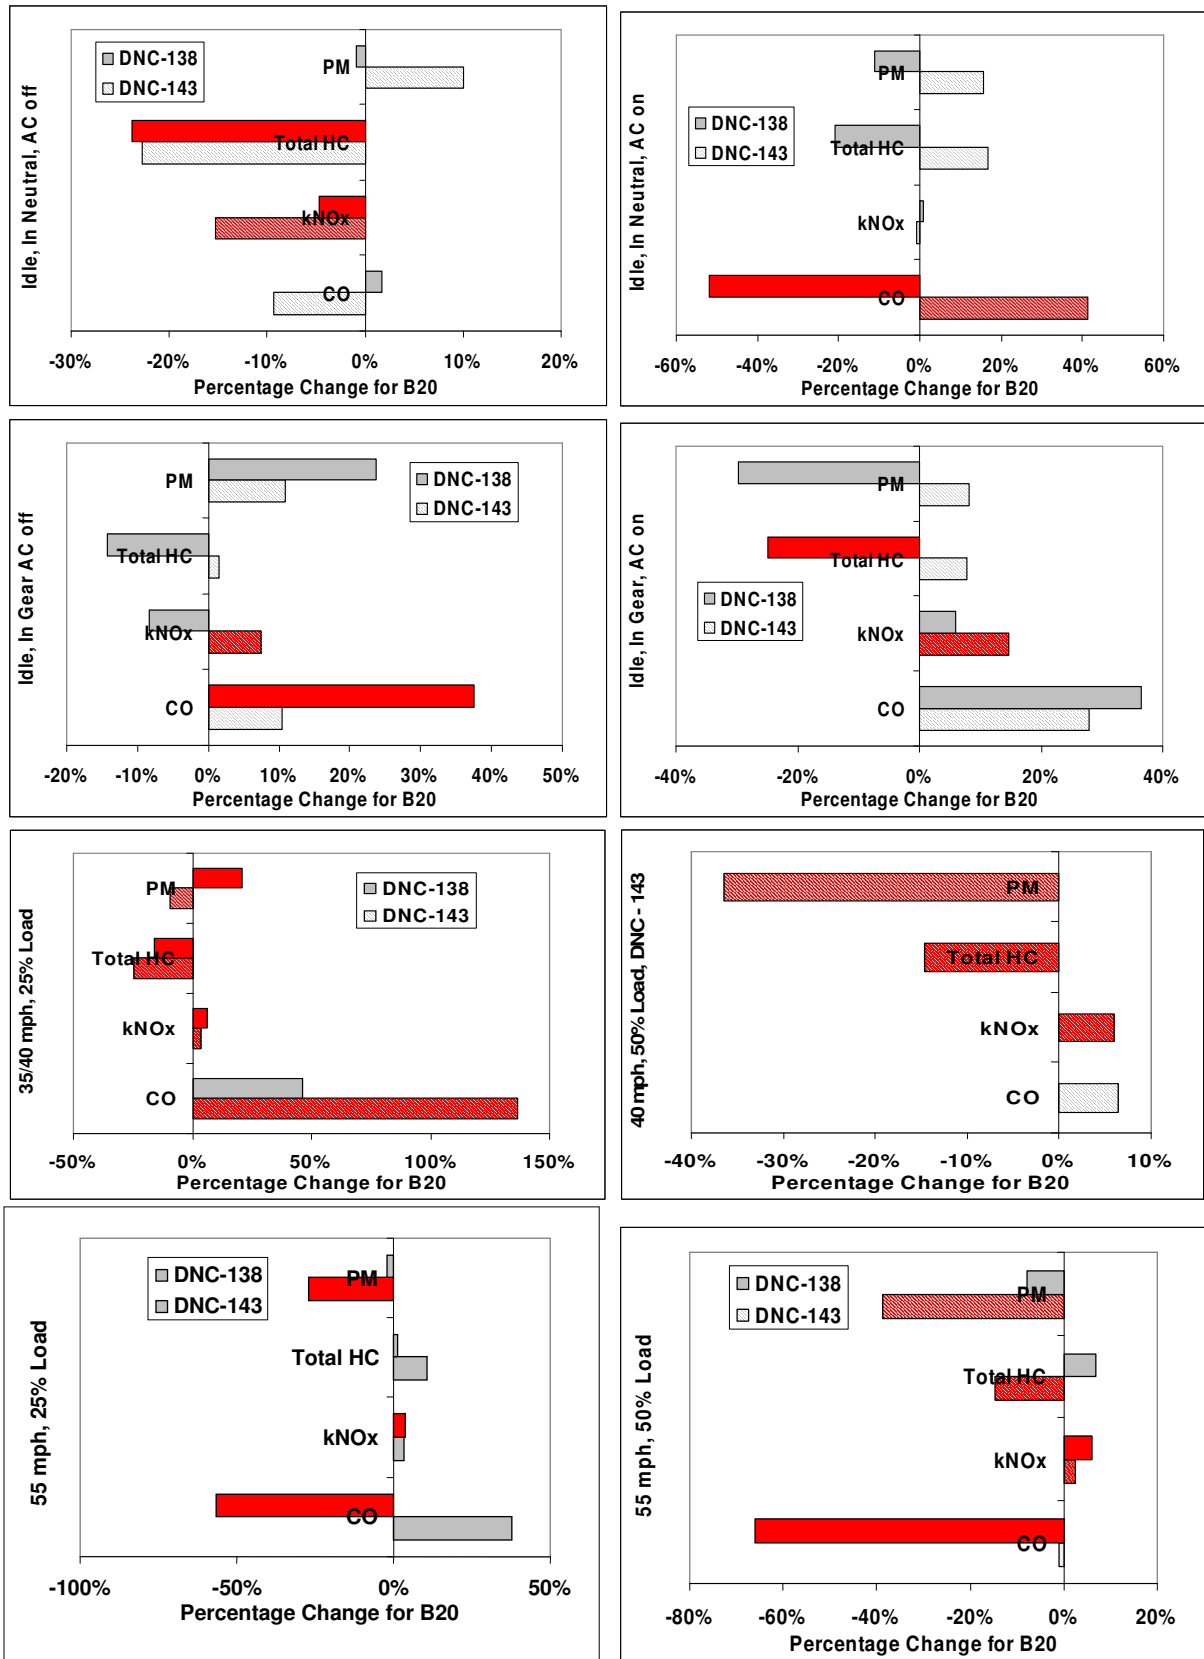 Idle, In Neutral, AC off
DNC-138
DNC-143
PM
Total HC
kNOx
CO
-30% -20% -10% 0% 10% 20%
Percentage Change for B20
Idle, In Neutral, AC on
DNC-138
DNC-143
PM
Total HC
kNOx
CO
-60% -40% -20% 0% 20% 40% 60%
Percentage Change for B20
Idle, In Gear AC off
DNC-138
DNC-143
PM
Total HC
kNOx
CO
-20% -10% 0% 10% 20% 30% 40% 50%
Percentage Change for B20
Idle, In Gear, AC on
DNC-138
DNC-143
PM
Total HC
kNOx
CO
-40% -20% 0% 20% 40%
Percentage Change for B20
35/40 mph, 25% Load
DNC-138
DNC-143
PM
Total HC
kNOx
CO
-50% 0% 50% 100% 150%
Percentage Change for B20
40 mph, 50% Load, DNC - 143
PM
Total HC
kNOx
CO
-40% -30% -20% -10% 0% 10%
Percentage Change for B20
55 mph, 25% Load
DNC-138
DNC-143
PM
Total HC
kNOx
CO
-100% -50% 0% 50%
Percentage Change for B20
55 mph, 50% Load
DNC-138
DNC-143
PM
Total HC
kNOx
CO
-80% -60% -40% -20% 0% 20%
Percentage Change for B20